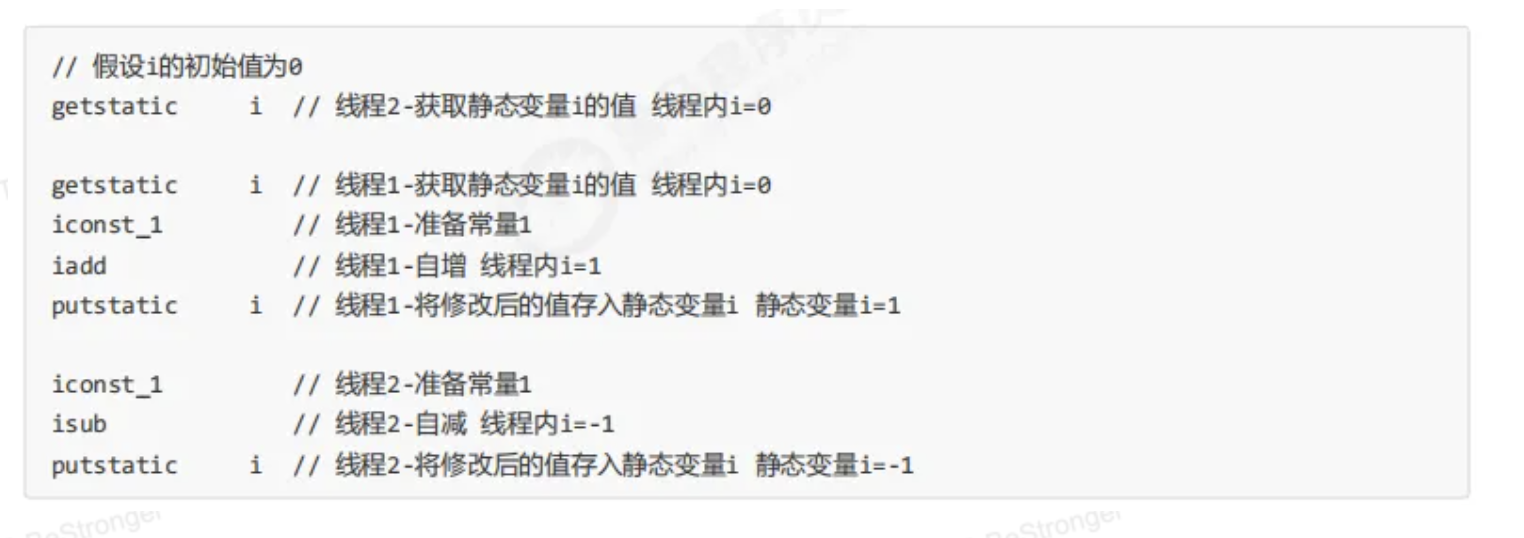 // 假设i的初始值为0
getstatic i // 线程2-获取静态变量i的值 线程内i=0
getstatic i // 线程1-获取静态变量i的值 线程内i=0
iconst_1 // 线程1-准备常量1
iadd // 线程1-自增 线程内i=1
putstatic i // 线程1-将修改后的值存入静态变量i 静态变量i=1
iconst_1 // 线程2-准备常量1
isub // 线程2-自减 线程内i=-1
putstatic i // 线程2-将修改后的值存入静态变量i 静态变量i=-1
BeStronger
BeStronger